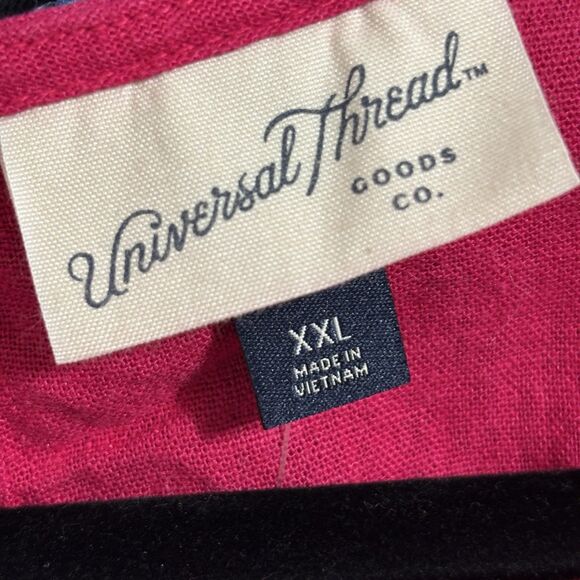 Universal Thread™
GOODS
CO.
XXL
MADE IN
VIETNAM